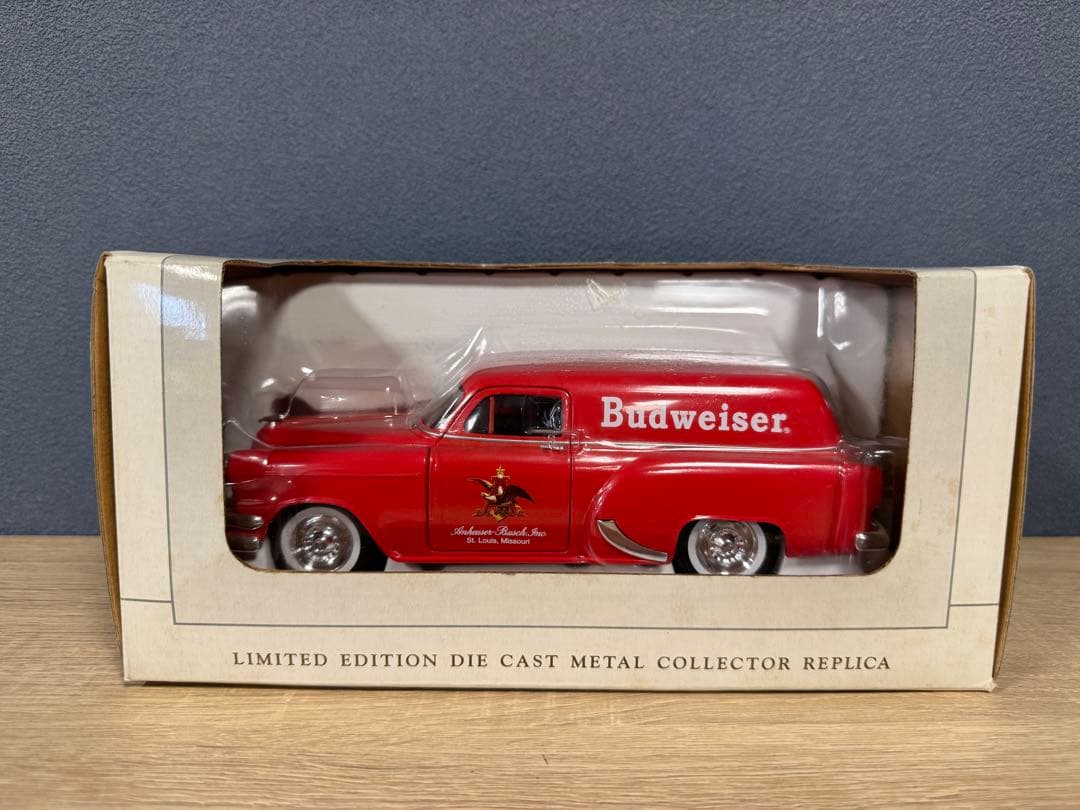 Budweiser
Anheuser-Busch, Inc.
St. Louis, Missouri
LIMITED EDITION DIE CAST METAL COLLECTOR REPLICA